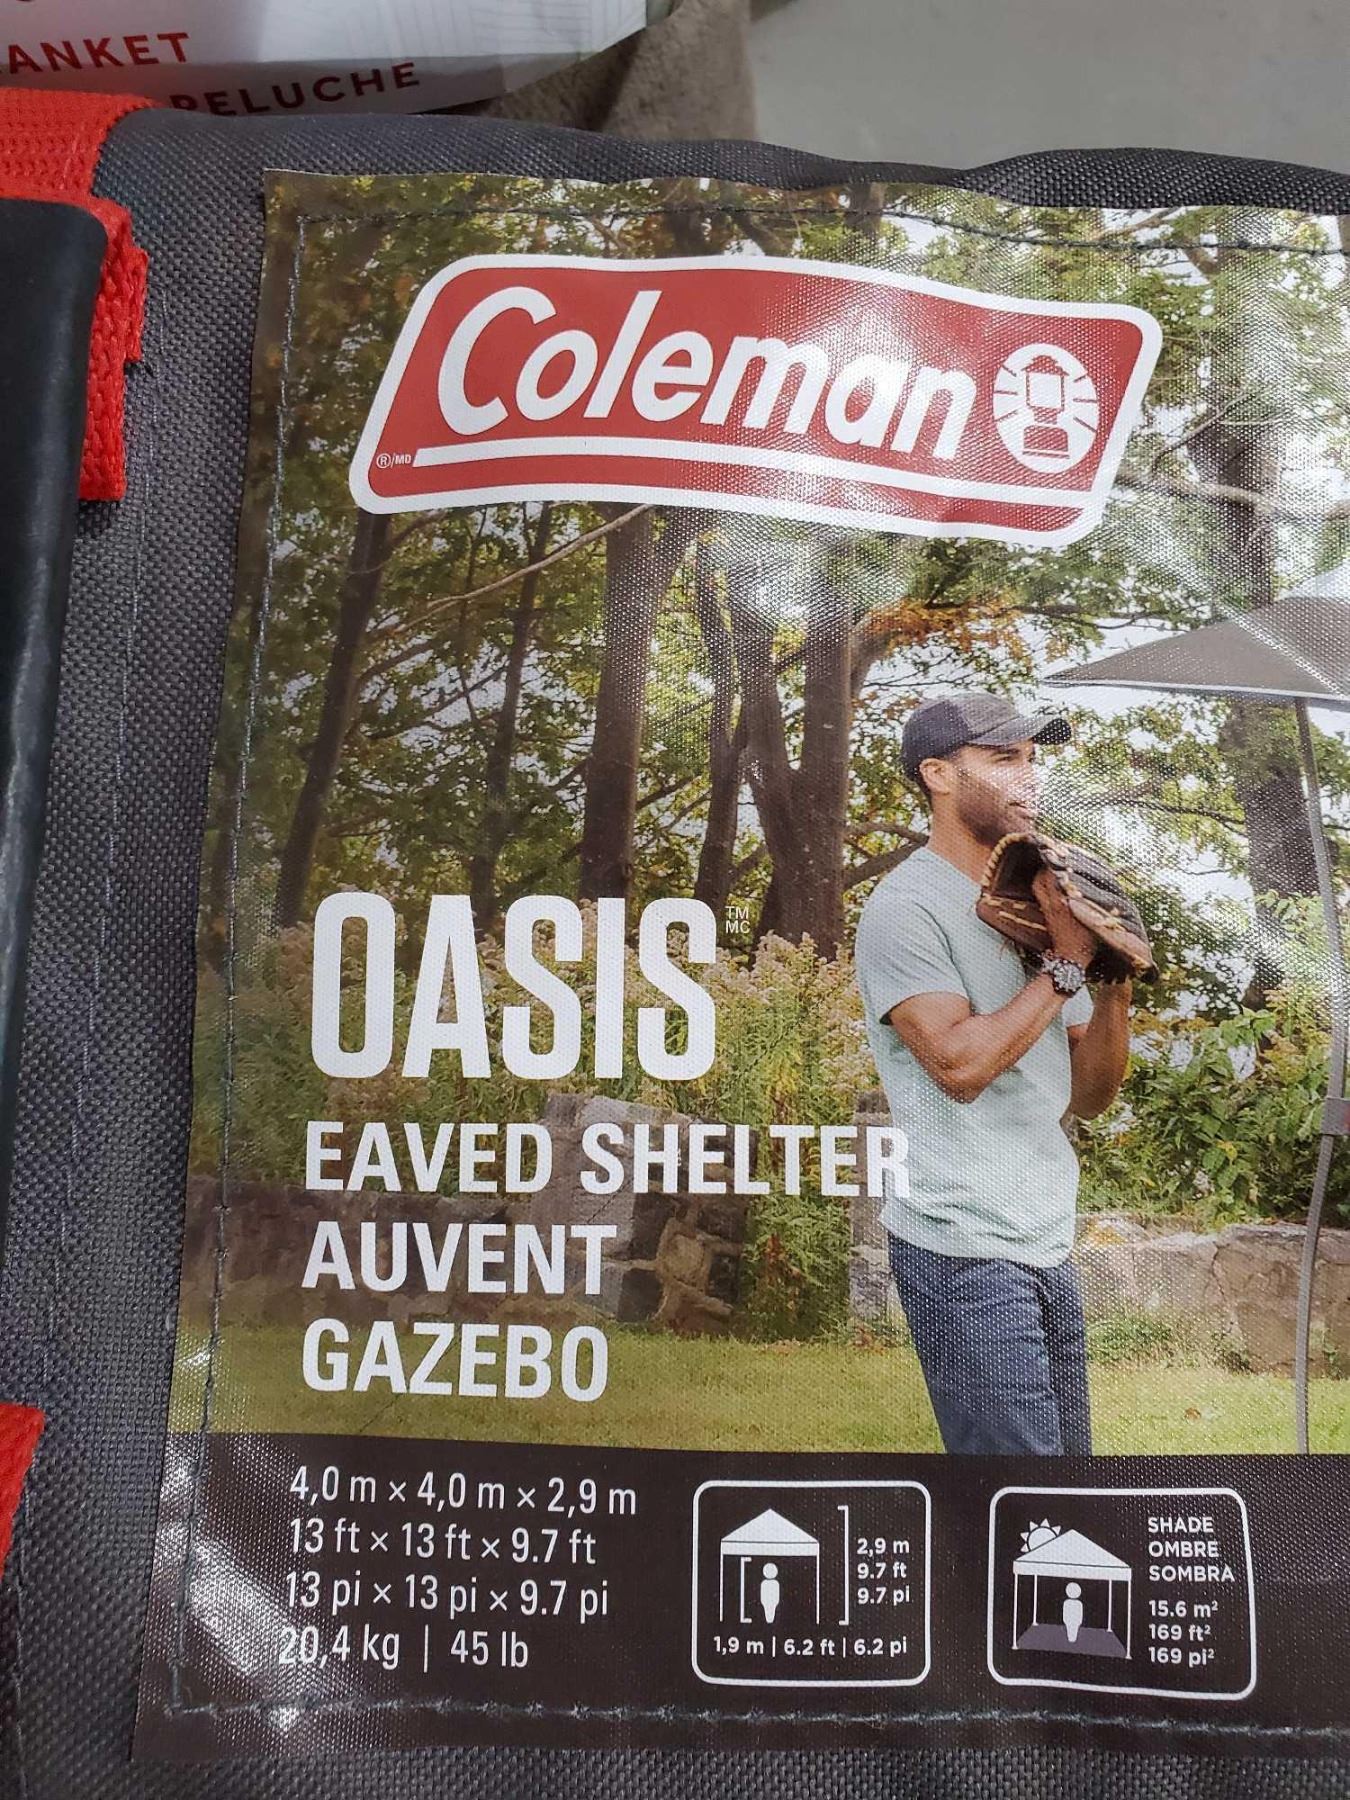 ANKET
PELUCHE
Coleman
®/MD
OASIS™
MC
EAVED SHELTER
AUVENT
GAZEBO
4,0 m × 4,0 m × 2,9 m
13 ft × 13 ft × 9.7 ft
13 pi × 13 pi × 9.7 pi
20,4 kg | 45 lb
2,9 m
9.7 ft
9.7 pi
1,9 m | 6.2 ft | 6.2 pi
SHADE
OMBRE
SOMBRA
15.6 m²
169 ft²
169 pi²